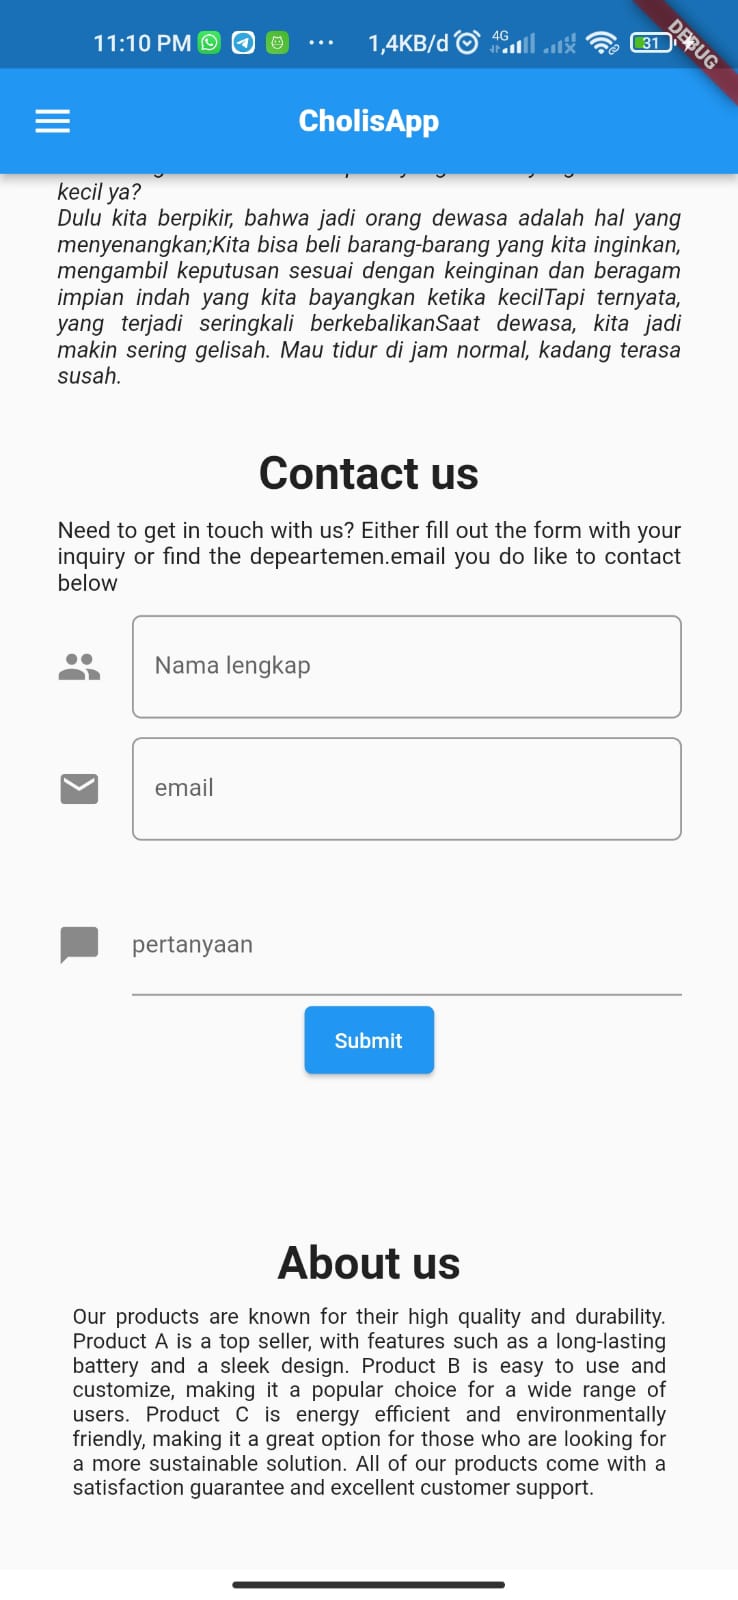 11:10 PM
1,4KB/d
4G
31
DEBUG
CholisApp
kecil ya?
Dulu kita berpikir, bahwa jadi orang dewasa adalah hal yang
menyenangkan;Kita bisa beli barang-barang yang kita inginkan,
mengambil keputusan sesuai dengan keinginan dan beragam
impian indah yang kita bayangkan ketika kecilTapi ternyata,
yang terjadi seringkali berkebalikanSaat dewasa, kita jadi
makin sering gelisah. Mau tidur di jam normal, kadang terasa
susah.
Contact us
Need to get in touch with us? Either fill out the form with your
inquiry or find the depeartemen.email you do like to contact
below
Nama lengkap
email
pertanyaan
Submit
About us
Our products are known for their high quality and durability.
Product A is a top seller, with features such as a long-lasting
battery and a sleek design. Product B is easy to use and
customize, making it a popular choice for a wide range of
users. Product C is energy efficient and environmentally
friendly, making it a great option for those who are looking for
a more sustainable solution. All of our products come with a
satisfaction guarantee and excellent customer support.